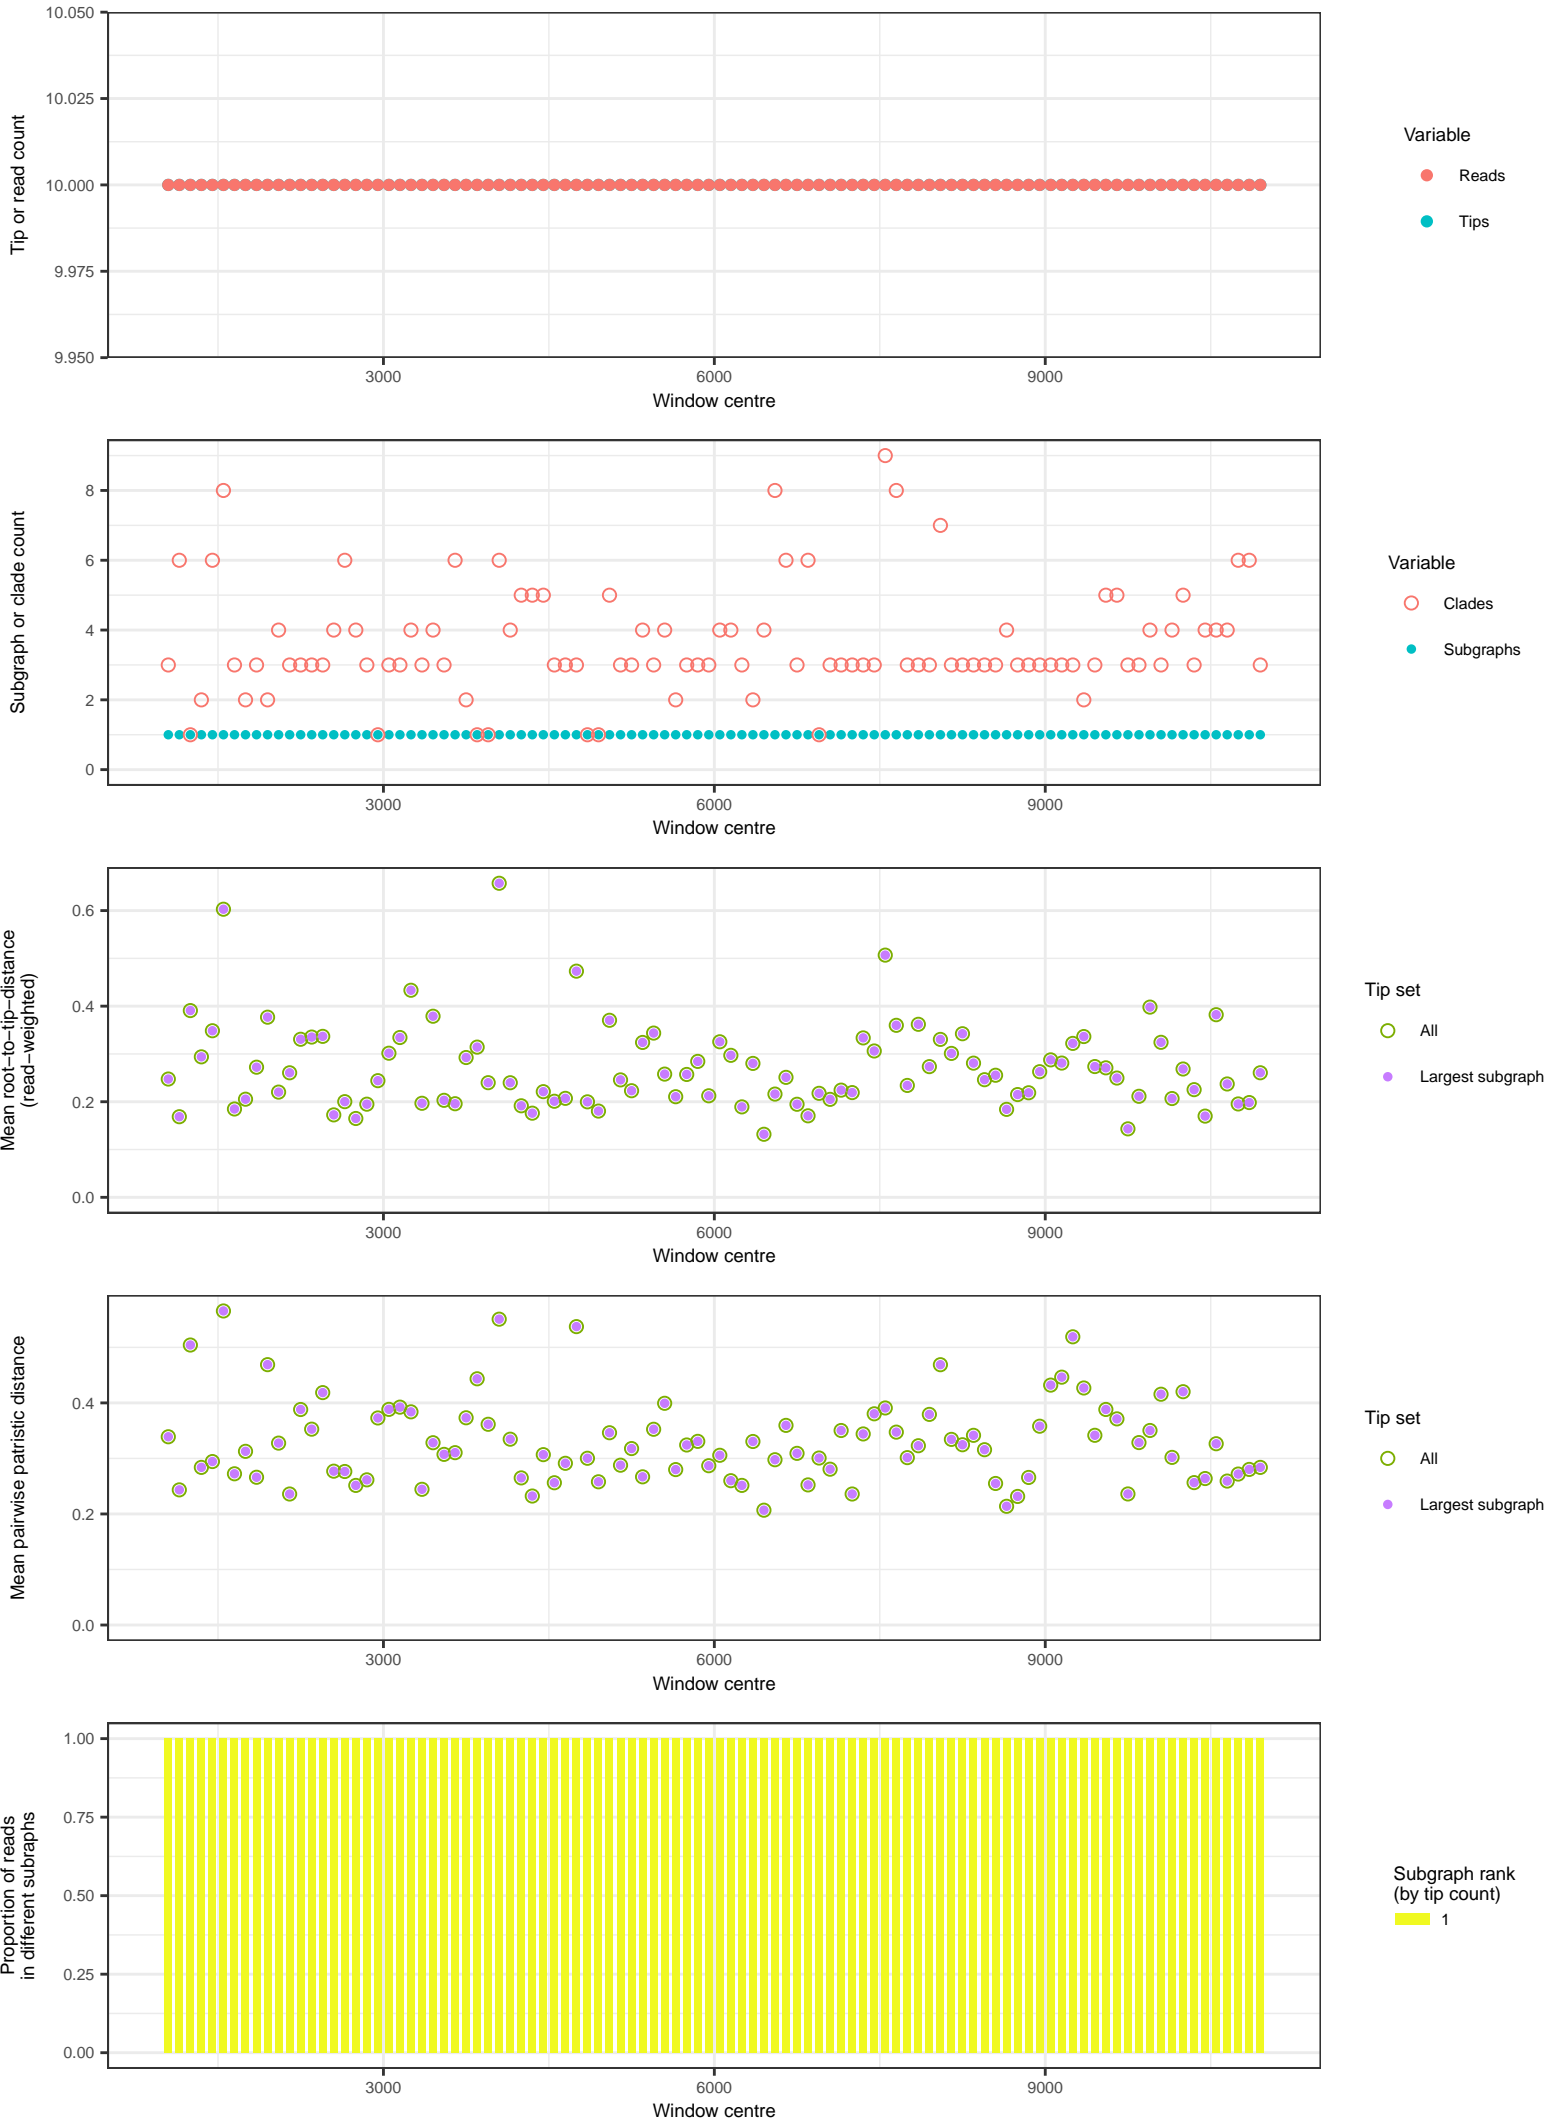 10.050
10.025
10.000
9.975
9.950
Tip or read count
3000
6000
9000
Window centre
Variable
Reads
Tips
8
6
4
2
0
Subgraph or clade count
3000
6000
9000
Window centre
Variable
Clades
Subgraphs
0.6
0.4
0.2
0.0
Mean root−to−tip−distance
(read−weighted)
3000
6000
9000
Window centre
Tip set
All
Largest subgraph
0.4
0.2
0.0
Mean pairwise patristic distance
3000
6000
9000
Window centre
Tip set
All
Largest subgraph
1.00
0.75
0.50
0.25
0.00
Proportion of reads
in different subraphs
3000
6000
9000
Window centre
Subgraph rank
(by tip count)
1